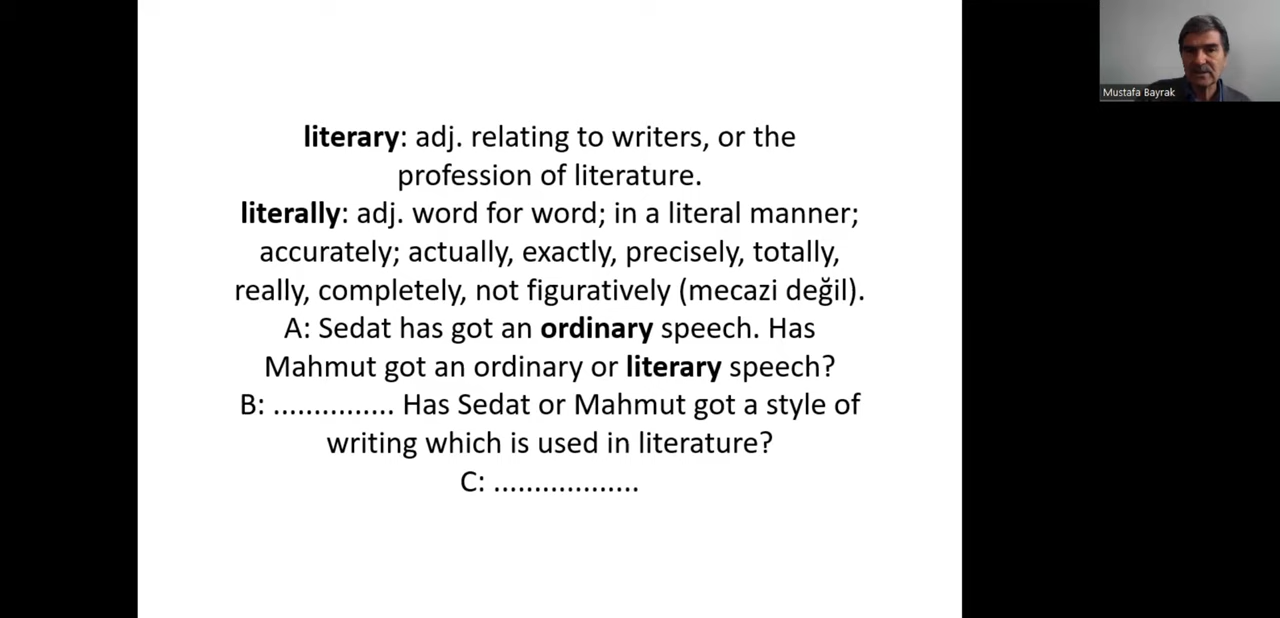 Mustafa Bayrak
literary: adj. relating to writers, or the
profession of literature.
literally: adj. word for word; in a literal manner;
accurately; actually, exactly, precisely, totally,
really, completely, not figuratively (mecazi değil).
A: Sedat has got an ordinary speech. Has
Mahmut got an ordinary or literary speech?
B: ............... Has Sedat or Mahmut got a style of
writing which is used in literature?
C: ..................